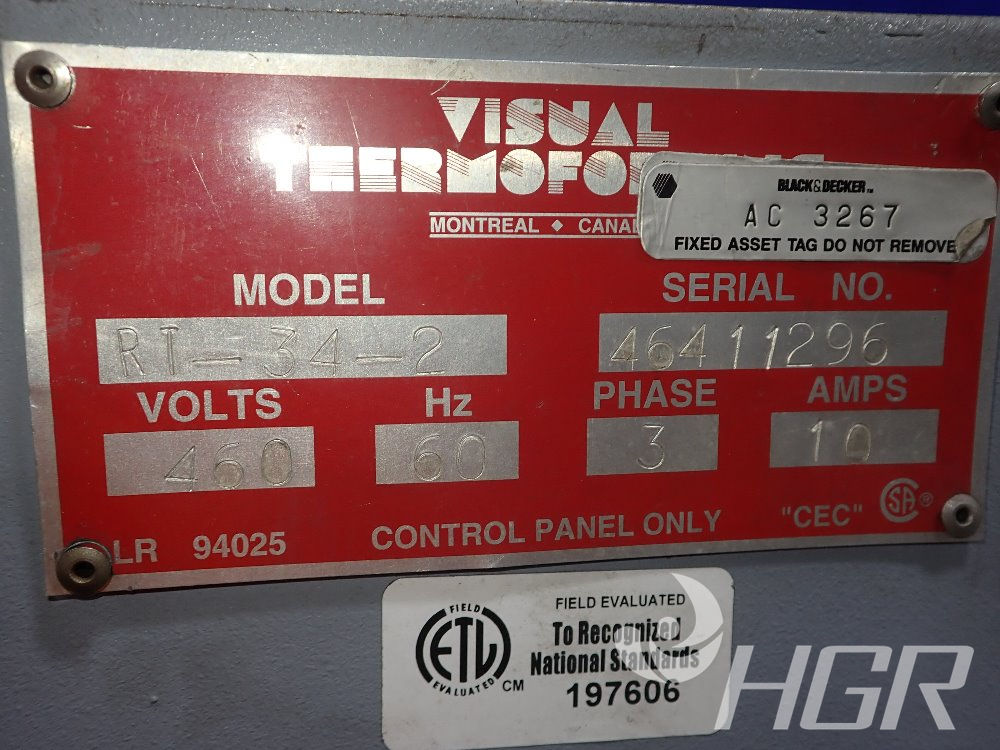 VISUAL
BLACK&DECKER™
AC 3267
FIXED ASSET TAG DO NOT REMOVE
MONTREAL ◆
MODEL
SERIAL NO.
RT-34-2
46411296
VOLTS
Hz
PHASE
AMPS
460
60
3
10
LR 94025
CONTROL PANEL ONLY
"CEC"
CSA®
FIELD
ETL
EVALUATED
CM
FIELD EVALUATED
To Recognized
National Standards
197606
HGR